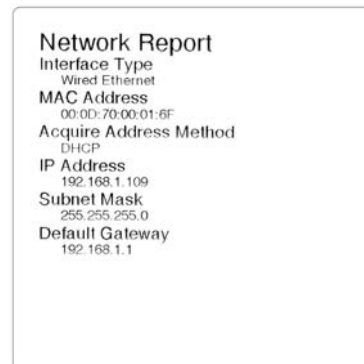 Network Report
Interface Type
Wired Ethernet
MAC Address
00:0D:70:00:01:6F
Acquire Address Method
DHCP
IP Address
192.168.1.109
Subnet Mask
255.255.255.0
Default Gateway
192.168.1.1